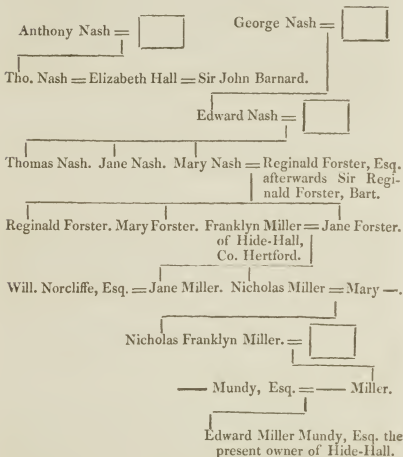 Anthony Nash = George Nash =
Tho. Nash = Elizabeth Hall = Sir John Barnard.
Edward Nash =
Thomas Nash. Jane Nash. Mary Nash = Reginald Forster, Esq.
afterwards Sir Regi-
nald Forster, Bart.
Reginald Forster. Mary Forster. Franklyn Miller = Jane Forster.
of Hide-Hall,
Co. Hertford.
Will. Norcliffe, Esq. = Jane Miller. Nicholas Miller = Mary —.
Nicholas Franklyn Miller. =
— Mundy, Esq. = — Miller.
Edward Miller Mundy, Esq. the
present owner of Hide-Hall.